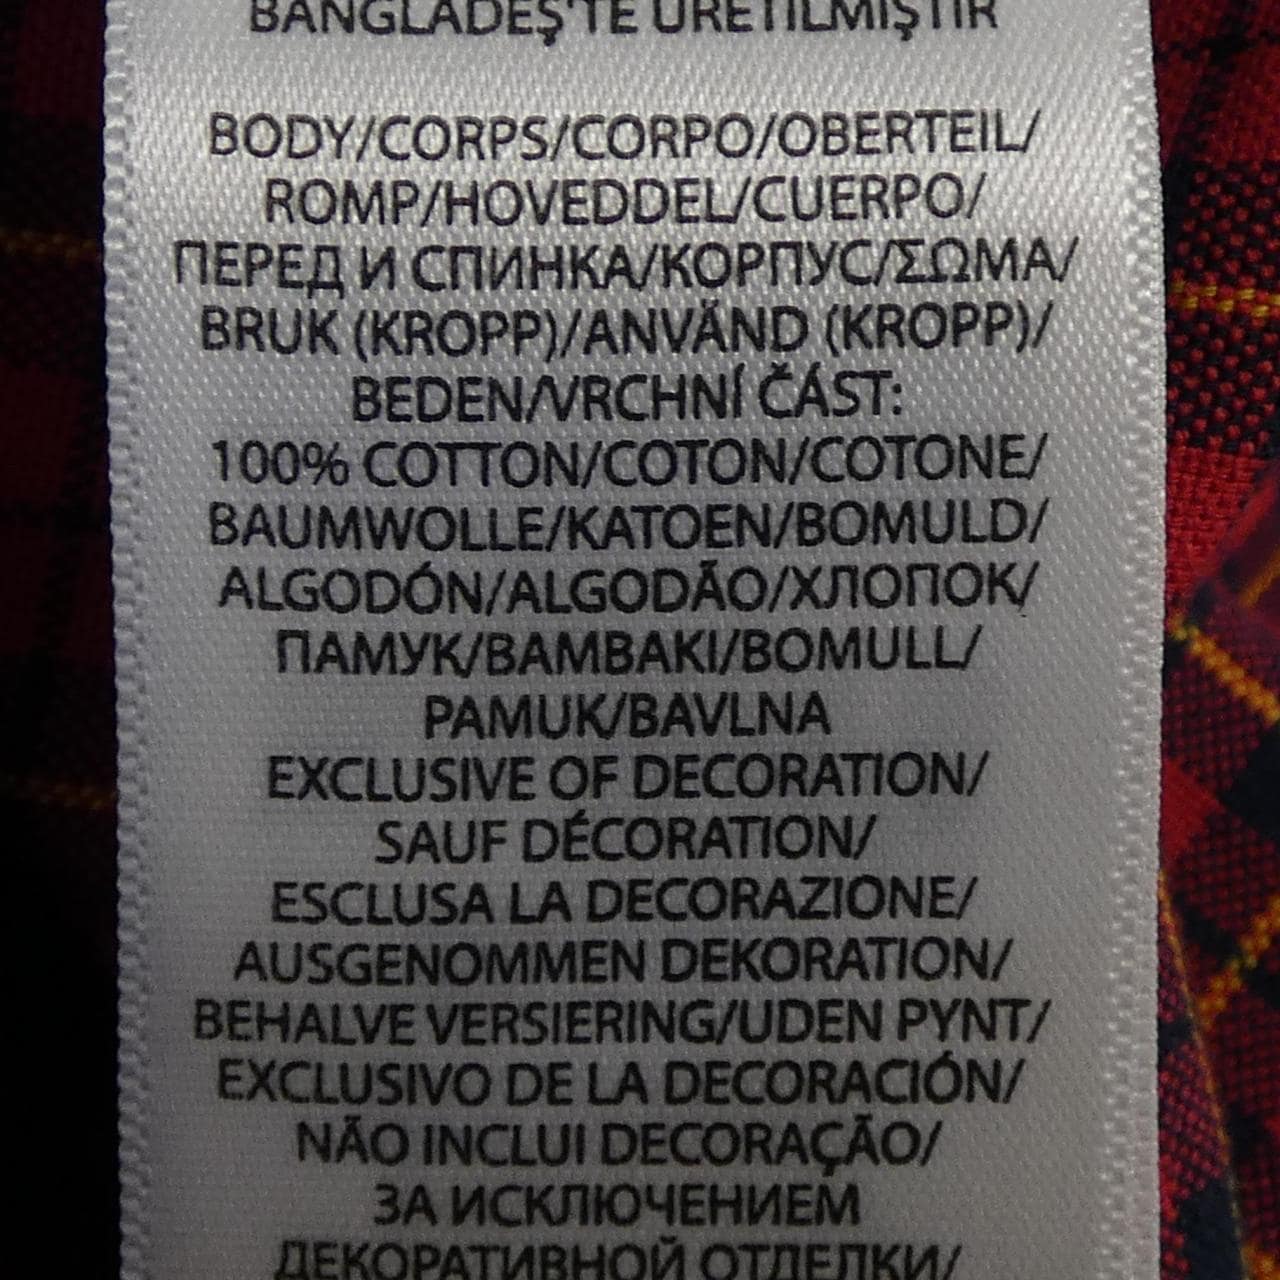 BANGLADEŞ'TE ÜRETİLMİŞTİR
BODY/CORPS/CORPO/OBERTEIL/
ROMP/HOVEDDEL/CUERPO/
ПЕРЕД И СПИНКА/КОРПУС/ΣΩΜΑ/
BRUK (KROPP)/ANVÄND (KROPP)/
BEDEN/VRCHNÍ ČÁST:
100% COTTON/COTON/COTONE/
BAUMWOLLE/KATOEN/BOMULD/
ALGODÓN/ALGODÃO/ХЛОПОК/
ПАМУК/ΒΑΜΒΑΚΙ/BOMULL/
PAMUK/BAVLNA
EXCLUSIVE OF DECORATION/
SAUF DÉCORATION/
ESCLUSA LA DECORAZIONE/
AUSGENOMMEN DEKORATION/
BEHALVE VERSIERING/UDEN PYNT/
EXCLUSIVO DE LA DECORACIÓN/
NÃO INCLUI DECORAÇÃO/
ЗА ИСКЛЮЧЕНИЕМ
ДЕКОРАТИВНОЙ ОТДЕЛКИ/